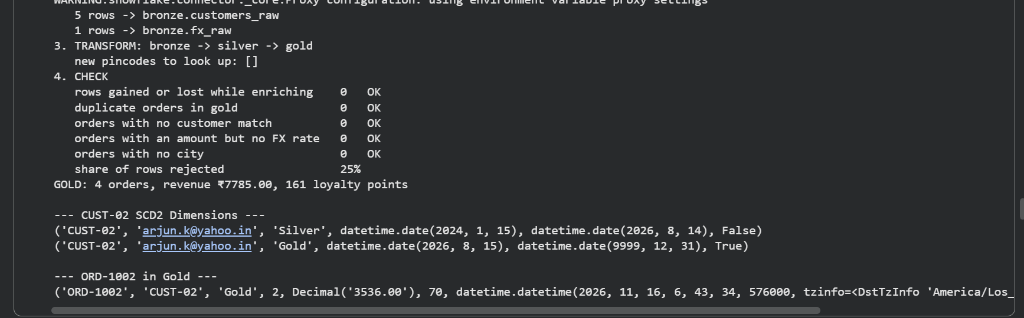 WARNING:snowflake.connector._core.Proxy configuration: using environment variable proxy settings
5 rows -> bronze.customers_raw
1 rows -> bronze.fx_raw
3. TRANSFORM: bronze -> silver -> gold
new pincodes to look up: []
4. CHECK
rows gained or lost while enriching 0 OK
duplicate orders in gold 0 OK
orders with no customer match 0 OK
orders with an amount but no FX rate 0 OK
orders with no city 0 OK
share of rows rejected 25%
GOLD: 4 orders, revenue ₹7785.00, 161 loyalty points
--- CUST-02 SCD2 Dimensions ---
('CUST-02', 'arjun.k@yahoo.in', 'Silver', datetime.date(2024, 1, 15), datetime.date(2026, 8, 14), False)
('CUST-02', 'arjun.k@yahoo.in', 'Gold', datetime.date(2026, 8, 15), datetime.date(9999, 12, 31), True)
--- ORD-1002 in Gold ---
('ORD-1002', 'CUST-02', 'Gold', 2, Decimal('3536.00'), 70, datetime.datetime(2026, 11, 16, 6, 43, 34, 576000, tzinfo=<DstTzInfo 'America/Los_